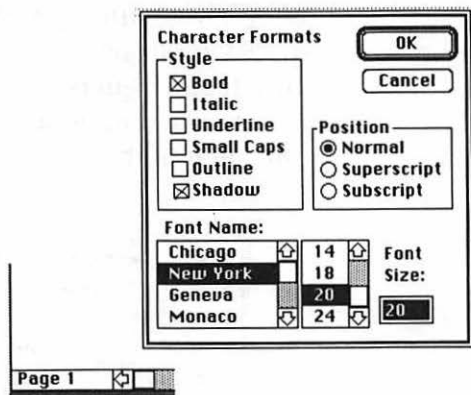 Character Formats
OK
Cancel
Style
Bold
Italic
Underline
Small Caps
Outline
Shadow
Position
Normal
Superscript
Subscript
Font Name:
Chicago
New York
Geneva
Monaco
14
18
20
24
Font
Size:
20
Page 1